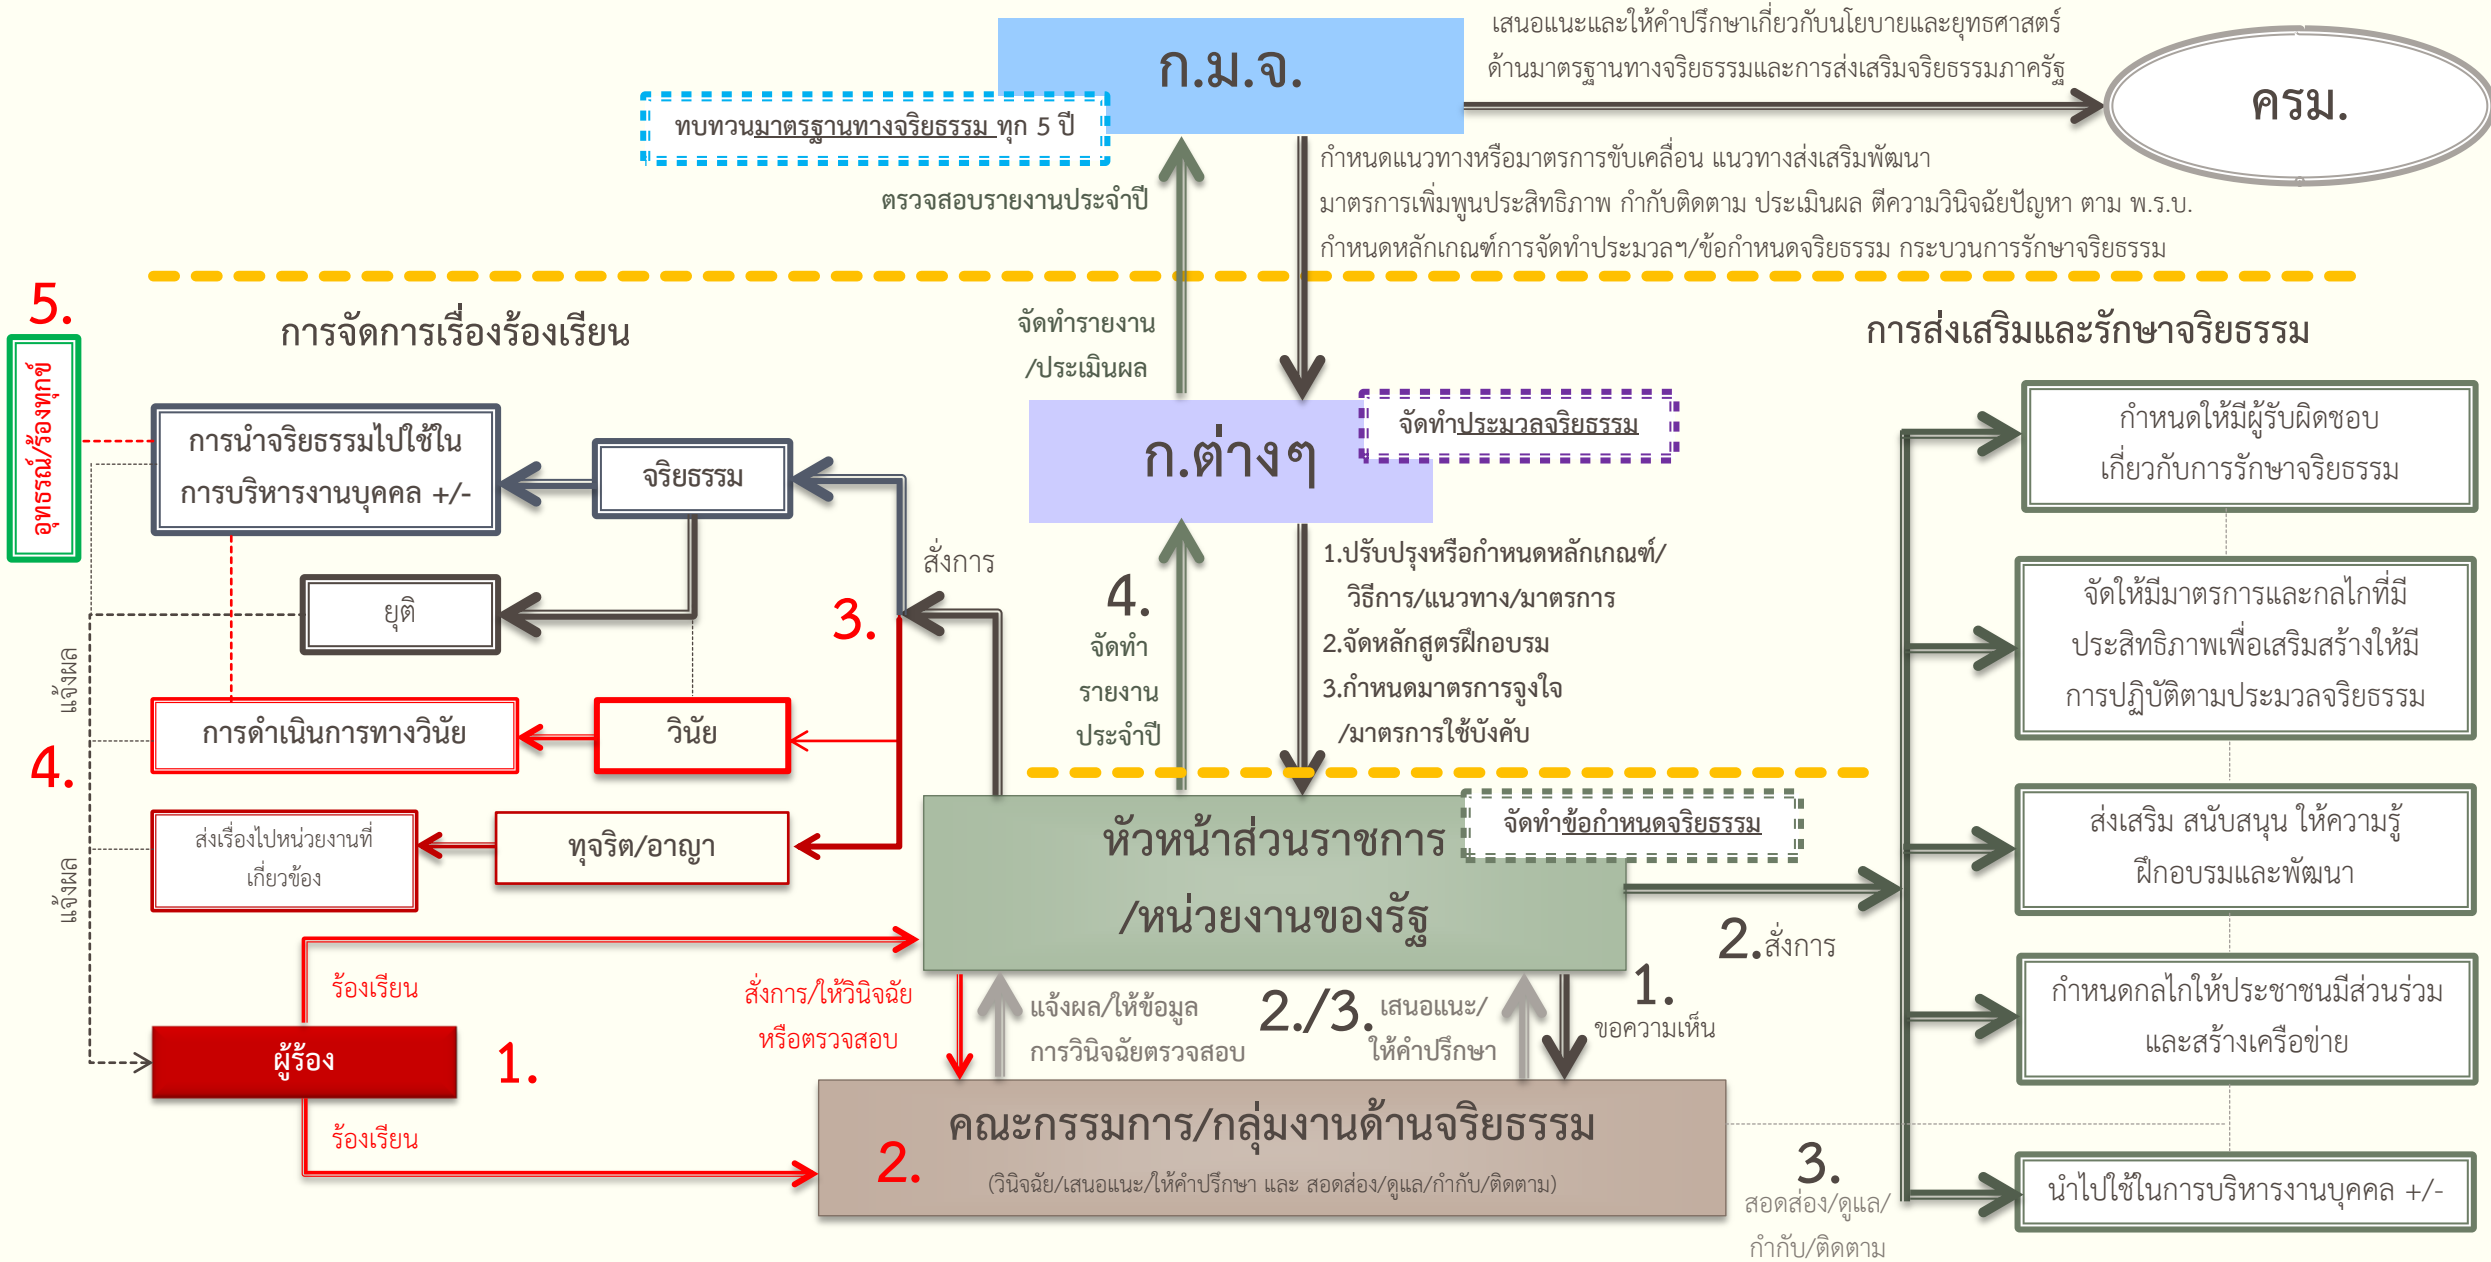 ก.ม.จ.
เสนอแนะและให้คำปรึกษาเกี่ยวกับนโยบายและยุทธศาสตร์
ด้านมาตรฐานทางจริยธรรมและการส่งเสริมจริยธรรมภาครัฐ
ครม.
ทบทวนมาตรฐานทางจริยธรรม ทุก 5 ปี
ตรวจสอบรายงานประจำปี
กำหนดแนวทางหรือมาตรการขับเคลื่อน แนวทางส่งเสริมพัฒนา
มาตรการเพิ่มพูนประสิทธิภาพ กำกับติดตาม ประเมินผล ตีความวินิจฉัยปัญหา ตาม พ.ร.บ.
กำหนดหลักเกณฑ์การจัดทำประมวลฯ/ข้อกำหนดจริยธรรม กระบวนการรักษาจริยธรรม
5.
อุทธรณ์/ร้องทุกข์
การจัดการเรื่องร้องเรียน
จัดทำรายงาน
/ประเมินผล
การส่งเสริมและรักษาจริยธรรม
การนำจริยธรรมไปใช้ใน
การบริหารงานบุคคล +/-
จริยธรรม
ก.ต่างๆ
จัดทำประมวลจริยธรรม
กำหนดให้มีผู้รับผิดชอบ
เกี่ยวกับการรักษาจริยธรรม
ยุติ
สั่งการ
3.
4.
จัดทำ
รายงาน
ประจำปี
1.ปรับปรุงหรือกำหนดหลักเกณฑ์/
วิธีการ/แนวทาง/มาตรการ
2.จัดหลักสูตรฝึกอบรม
3.กำหนดมาตรการจูงใจ
/มาตรการใช้บังคับ
จัดให้มีมาตรการและกลไกที่มี
ประสิทธิภาพเพื่อเสริมสร้างให้มี
การปฏิบัติตามประมวลจริยธรรม
แจ้งผล
4.
แจ้งผล
การดำเนินการทางวินัย
วินัย
ส่งเรื่องไปหน่วยงานที่
เกี่ยวข้อง
ทุจริต/อาญา
หัวหน้าส่วนราชการ
/หน่วยงานของรัฐ
จัดทำข้อกำหนดจริยธรรม
ส่งเสริม สนับสนุน ให้ความรู้
ฝึกอบรมและพัฒนา
2.สั่งการ
ร้องเรียน
สั่งการ/ให้วินิจฉัย
หรือตรวจสอบ
แจ้งผล/ให้ข้อมูล
การวินิจฉัยตรวจสอบ
2./3.
เสนอแนะ/
ให้คำปรึกษา
1.
ขอความเห็น
กำหนดกลไกให้ประชาชนมีส่วนร่วม
และสร้างเครือข่าย
ผู้ร้อง
1.
ร้องเรียน
2.
คณะกรรมการ/กลุ่มงานด้านจริยธรรม
(วินิจฉัย/เสนอแนะ/ให้คำปรึกษา และ สอดส่อง/ดูแล/กำกับ/ติดตาม)
3.
สอดส่อง/ดูแล/
กำกับ/ติดตาม
นำไปใช้ในการบริหารงานบุคคล +/-